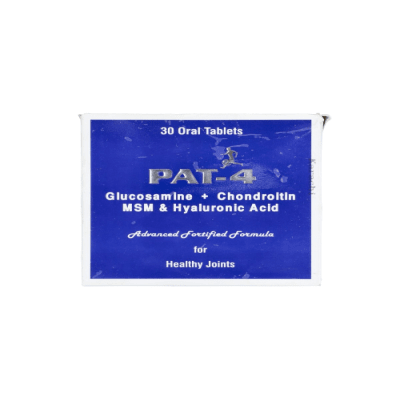 30 Oral Tablets
PAT-4
Glucosamine + Chondroitin
MSM & Hyaluronic Acid
Advanced Fortified Formula
for
Healthy Joints